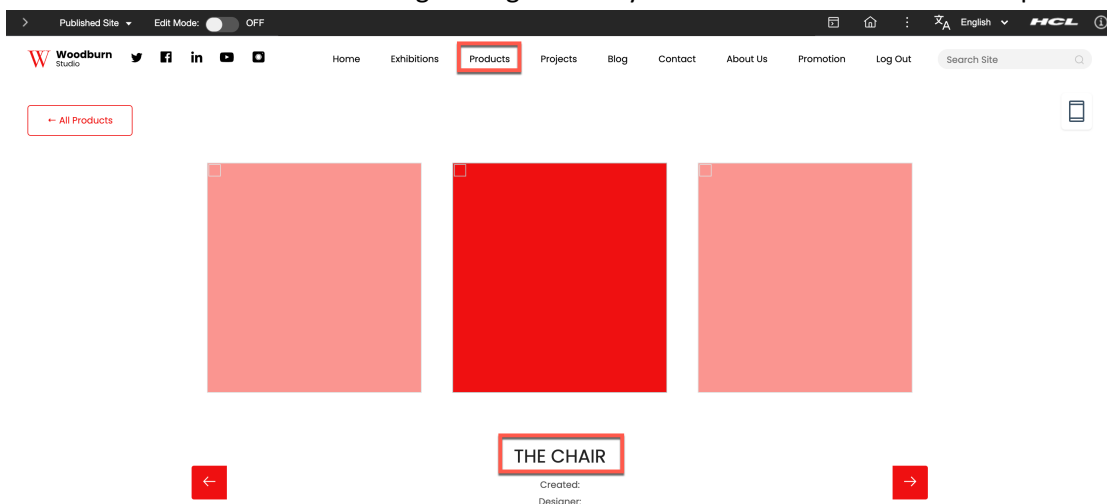 Published Site Edit Mode: OFF English HCL
Woodburn
Studio
Home Exhibitions Products Projects Blog Contact About Us Promotion Log Out Search Site
← All Products
THE CHAIR
← →
Created:
Designer: